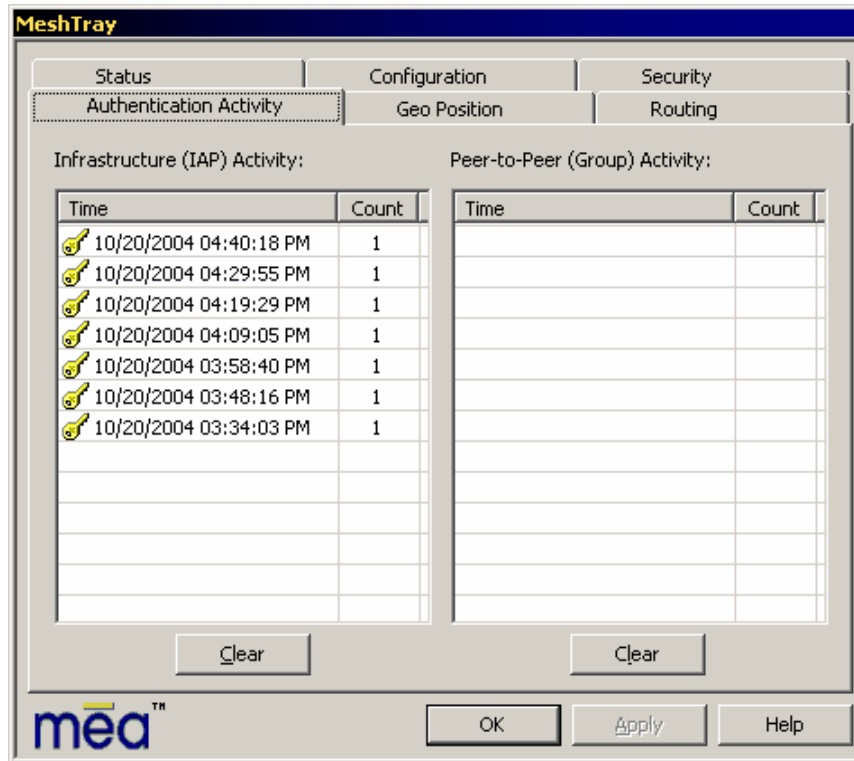 MeshTray
Status Configuration Security
Authentication Activity Geo Position Routing
Infrastructure (IAP) Activity: Peer-to-Peer (Group) Activity:
Time Count Time Count
10/20/2004 04:40:18 PM 1
10/20/2004 04:29:55 PM 1
10/20/2004 04:19:29 PM 1
10/20/2004 04:09:05 PM 1
10/20/2004 03:58:40 PM 1
10/20/2004 03:48:16 PM 1
10/20/2004 03:34:03 PM 1
Clear Clear
mēa™ OK Apply Help